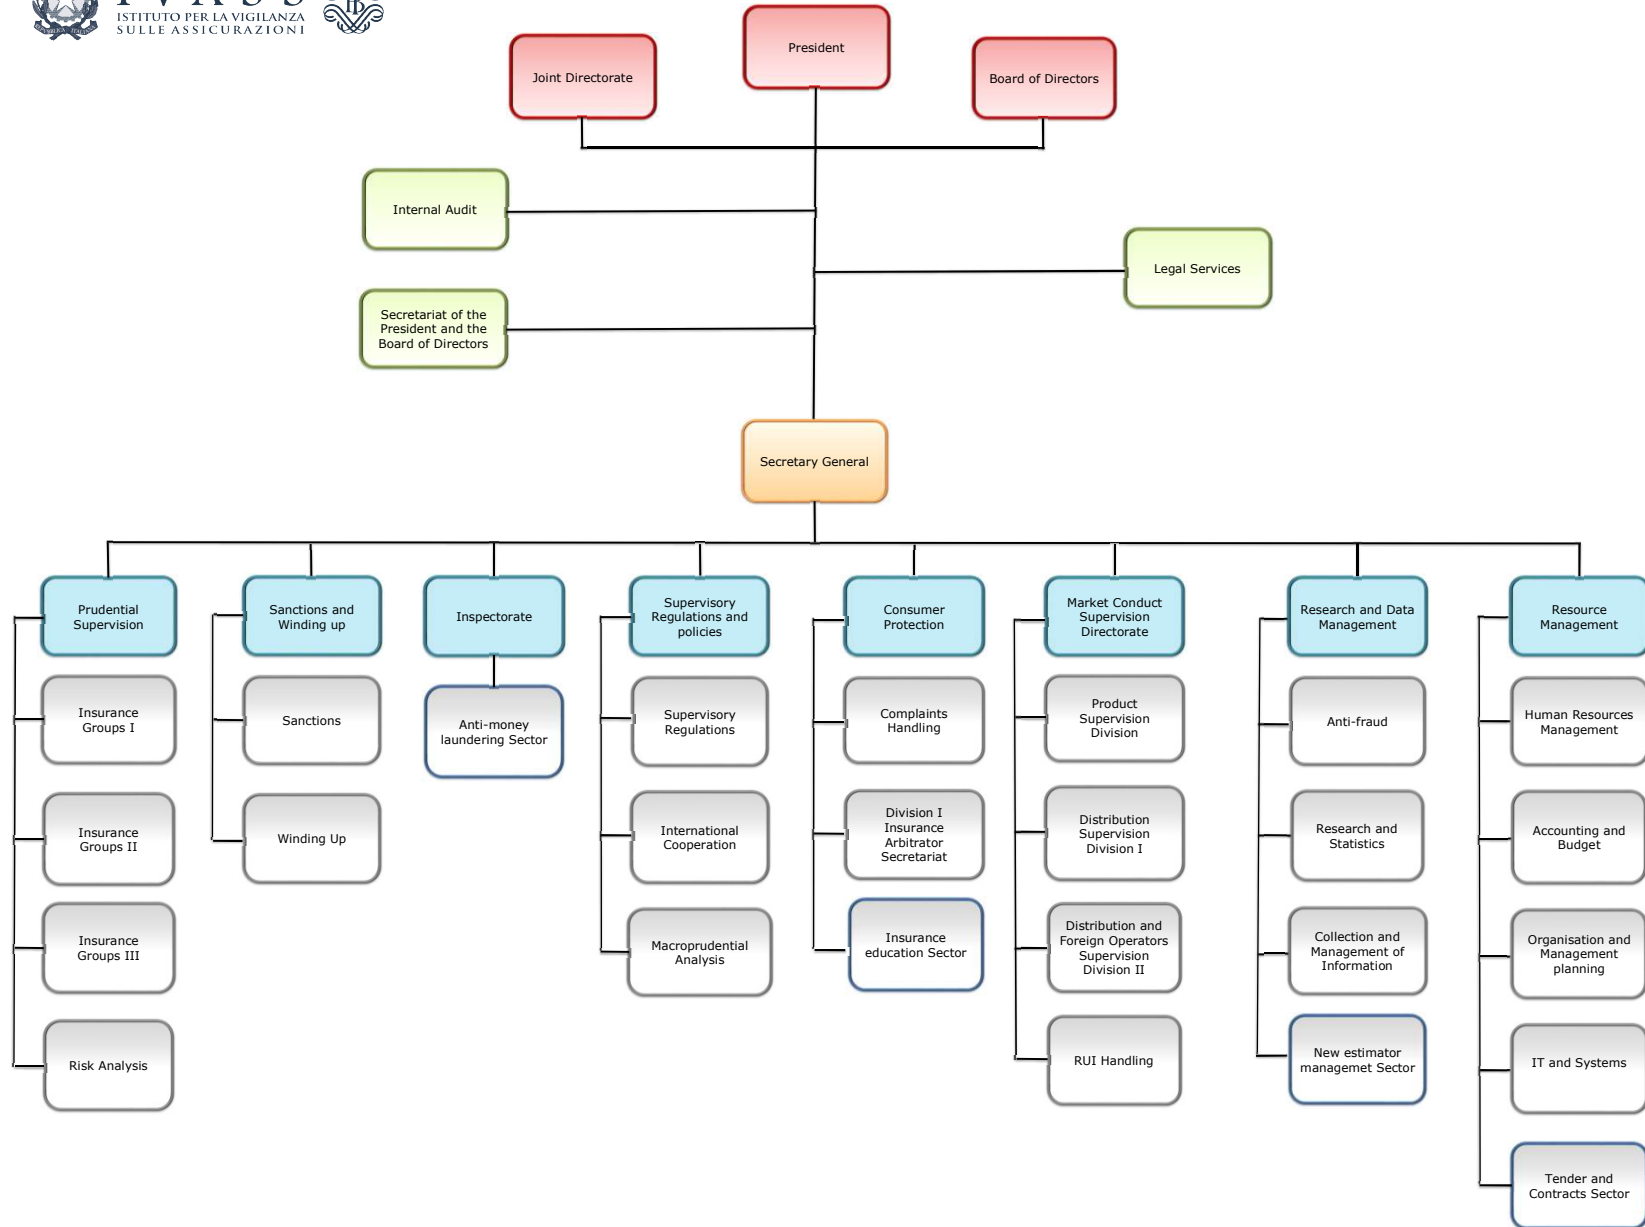 I V A S S
ISTITUTO PER LA VIGILANZA
SULLE ASSICURAZIONI
President
Joint Directorate
Board of Directors
Internal Audit
Legal Services
Secretariat of the
President and the
Board of Directors
Secretary General
Prudential
Supervision
Insurance
Groups I
Insurance
Groups II
Insurance
Groups III
Risk Analysis
Sanctions and
Winding up
Sanctions
Winding Up
Inspectorate
Anti-money
laundering Sector
Supervisory
Regulations and
policies
Supervisory
Regulations
International
Cooperation
Macroprudential
Analysis
Consumer
Protection
Complaints
Handling
Division I
Insurance
Arbitrator
Secretariat
Insurance
education Sector
Market Conduct
Supervision
Directorate
Product
Supervision
Division
Distribution
Supervision
Division I
Distribution and
Foreign Operators
Supervision
Division II
RUI Handling
Research and Data
Management
Anti-fraud
Research and
Statistics
Collection and
Management of
Information
New estimator
managemet Sector
Resource
Management
Human Resources
Management
Accounting and
Budget
Organisation and
Management
planning
IT and Systems
Tender and
Contracts Sector